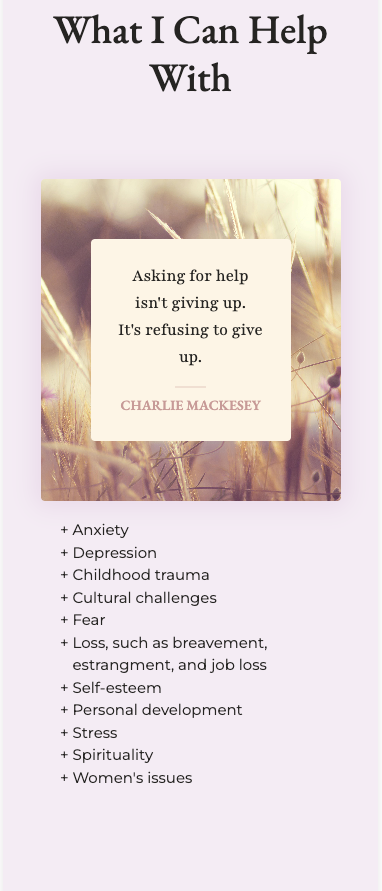 What I Can Help
With
Asking for help
isn't giving up.
It's refusing to give
up.
CHARLIE MACKESEY
+ Anxiety
+ Depression
+ Childhood trauma
+ Cultural challenges
+ Fear
+ Loss, such as breavement,
estrangment, and job loss
+ Self-esteem
+ Personal development
+ Stress
+ Spirituality
+ Women's issues